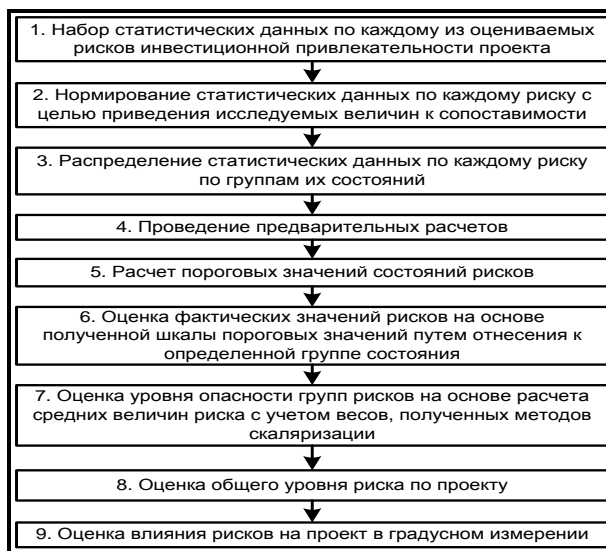 1. Набор статистических данных по каждому из оцениваемых
рисков инвестиционной привлекательности проекта
2. Нормирование статистических данных по каждому риску с
целью приведения исследуемых величин к сопоставимости
3. Распределение статистических данных по каждому риску
по группам их состояний
4. Проведение предварительных расчетов
5. Расчет пороговых значений состояний рисков
6. Оценка фактических значений рисков на основе
полученной шкалы пороговых значений путем отнесения к
определенной группе состояния
7. Оценка уровня опасности групп рисков на основе расчета
средних величин риска с учетом весов, полученных методов
скаляризации
8. Оценка общего уровня риска по проекту
9. Оценка влияния рисков на проект в градусном измерении